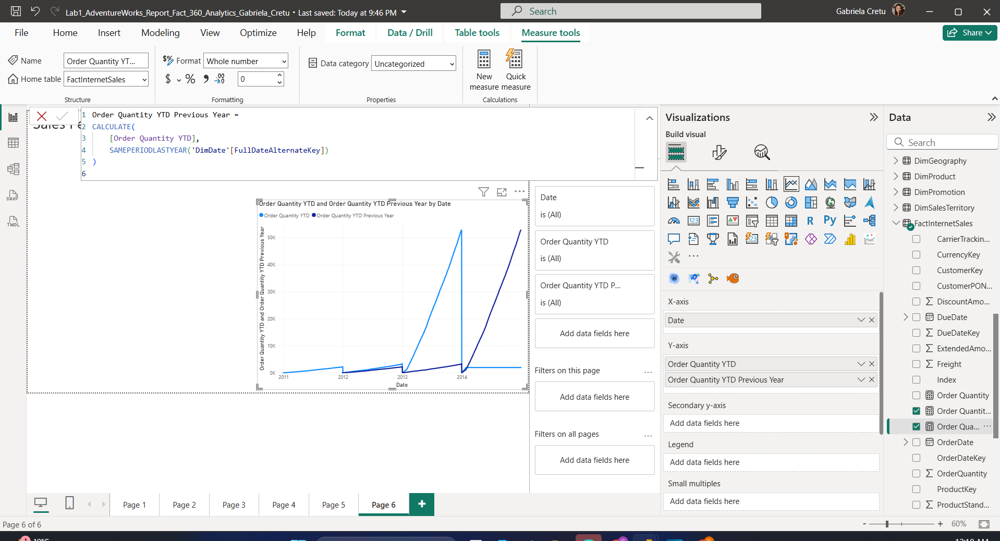 Lab1_AdventureWorks_Report_Fact_360_Analytics_Gabriela_Cretu • Last saved: Today at 9:46 PM
Search
Gabriela Cretu
File Home Insert Modeling View Optimize Help Format Data / Drill Table tools Measure tools
Share
Name Order Quantity YT...
Home table FactInternetSales
Structure
Format Whole number
$ % 0
Formatting
Data category Uncategorized
Properties
New measure
Quick measure
Calculations
1 Order Quantity YTD Previous Year =
2 CALCULATE(
3 [Order Quantity YTD],
4 SAMEPERIODLASTYEAR('DimDate'[FullDateAlternateKey])
5 )
6
DAX
TMDL
Order Quantity YTD and Order Quantity YTD Previous Year by Date
Order Quantity YTD Order Quantity YTD Previous Year
Order Quantity YTD and Order Quantity YTD Previous Year
50K
40K
30K
20K
10K
0K
2011 2012 2013 2014
Date
Date
is (All)
Order Quantity YTD
is (All)
Order Quantity YTD P...
is (All)
Add data fields here
Filters on this page ...
Add data fields here
Filters on all pages ...
Add data fields here
Visualizations
Build visual
123
R Py
123
...
X-axis
Date
Y-axis
Order Quantity YTD
Order Quantity YTD Previous Year
Secondary y-axis
Add data fields here
Legend
Add data fields here
Small multiples
Add data fields here
Data
Search
DimGeography
DimProduct
DimPromotion
DimSalesTerritory
FactInternetSales
CarrierTrackin...
CurrencyKey
CustomerKey
CustomerPON...
DiscountAmo...
DueDate
DueDateKey
ExtendedAmo...
Freight
Index
Order Quantity
Order Quantit...
Order Qua... ...
OrderDate
OrderDateKey
OrderQuantity
ProductKey
ProductStand...
Page 1 Page 2 Page 3 Page 4 Page 5 Page 6 +
Page 6 of 6
- + 60%